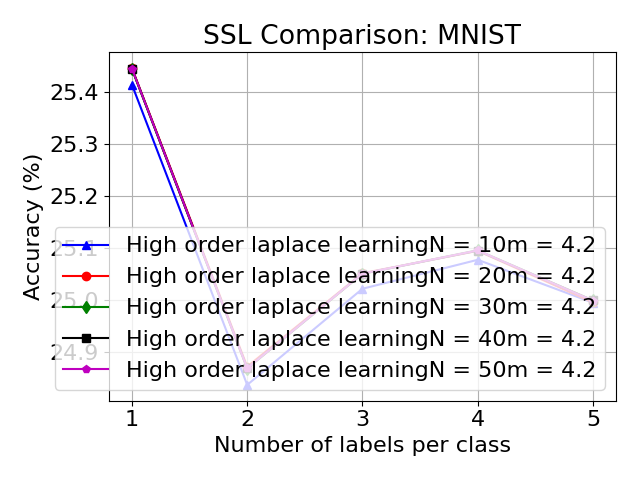 SSL Comparison: MNIST
25.4
25.3
25.2
25.1
25.0
24.9
Accuracy (%)
High order laplace learningN = 10m = 4.2
High order laplace learningN = 20m = 4.2
High order laplace learningN = 30m = 4.2
High order laplace learningN = 40m = 4.2
High order laplace learningN = 50m = 4.2
1 2 3 4 5
Number of labels per class